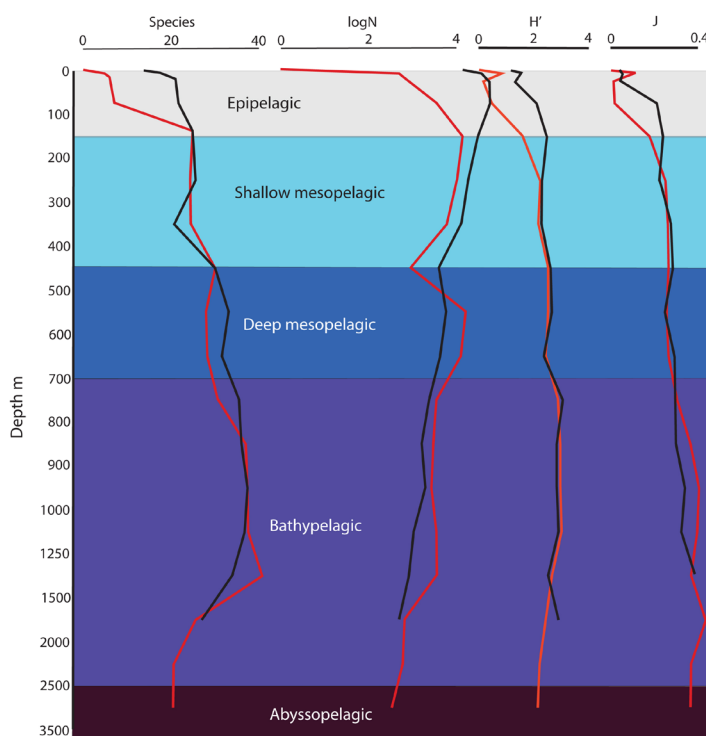 Species logN H’ J
0 20 40 0 2 4 0 2 4 0 0.4
0
Epipelagic
100
200
Shallow mesopelagic
300
400
500
Deep mesopelagic
600
700
800
Depth m
900
1000
Bathypelagic
1250
1500
2000
2500
Abyssopelagic
3500